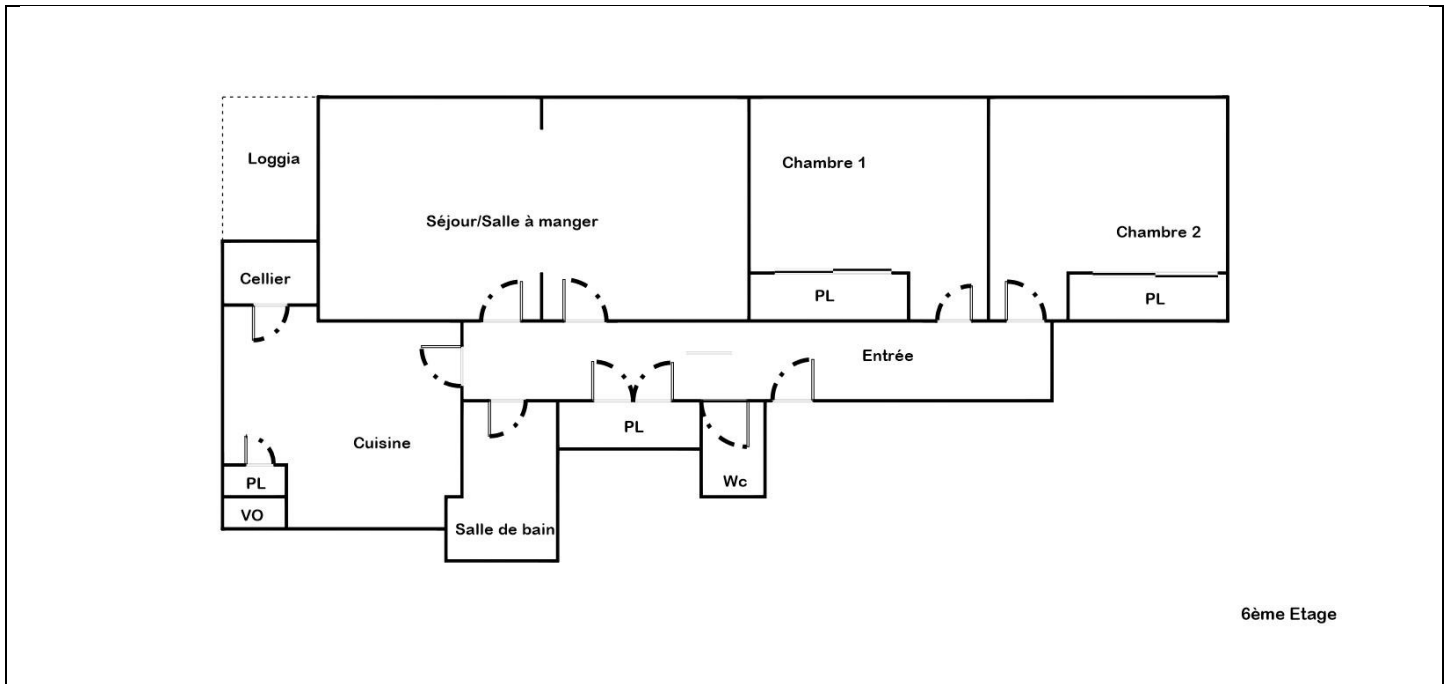 Loggia
Chambre 1
Séjour/Salle à manger
Chambre 2
Cellier
PL
PL
Entrée
PL
Cuisine
PL
Wc
VO
Salle de bain
6ème Etage